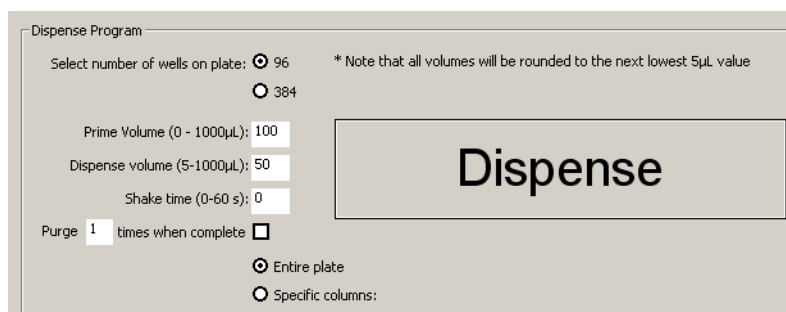 Dispense Program
Select number of wells on plate: 96
* Note that all volumes will be rounded to the next lowest 5µL value
384
Prime Volume (0 - 1000µL): 100
Dispense volume (5-1000µL): 50
Dispense
Shake time (0-60 s): 0
Purge 1 times when complete
Entire plate
Specific columns: